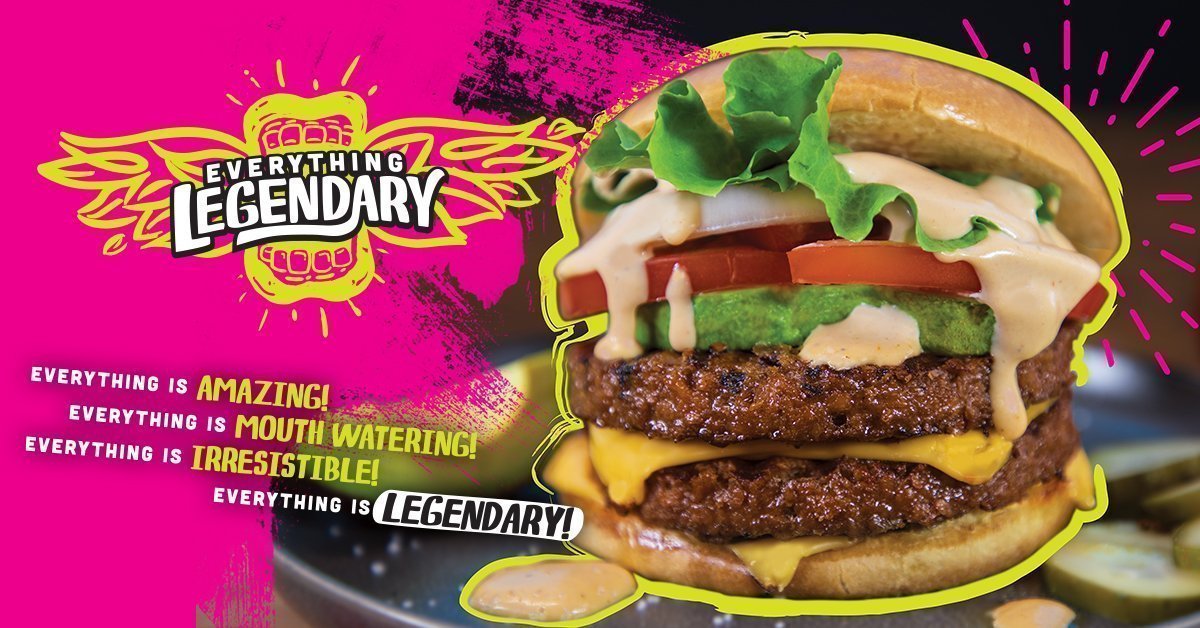 EVERYTHING
LEGENDARY
EVERYTHING IS AMAZING!
EVERYTHING IS MOUTH WATERING!
EVERYTHING IS IRRESISTIBLE!
EVERYTHING IS LEGENDARY!